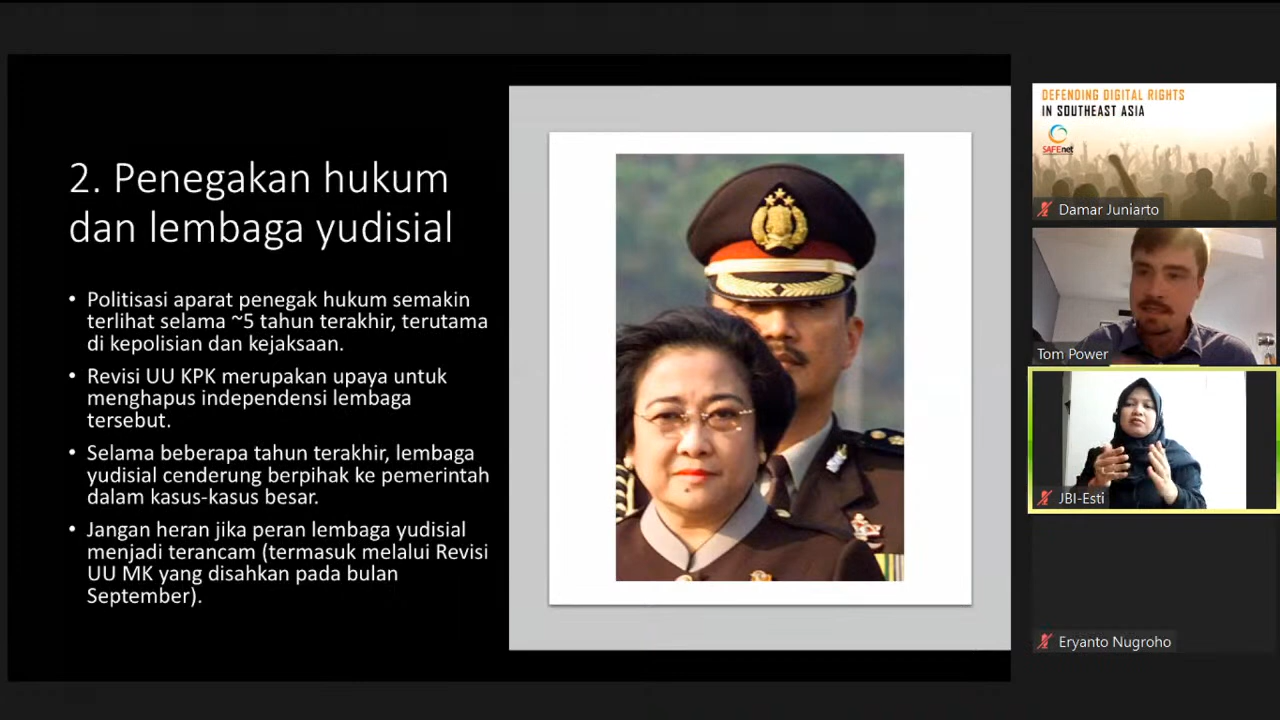 2. Penegakan hukum
dan lembaga yudisial
• Politisasi aparat penegak hukum semakin
terlihat selama ~5 tahun terakhir, terutama
di kepolisian dan kejaksaan.
• Revisi UU KPK merupakan upaya untuk
menghapus independensi lembaga
tersebut.
• Selama beberapa tahun terakhir, lembaga
yudisial cenderung berpihak ke pemerintah
dalam kasus-kasus besar.
• Jangan heran jika peran lembaga yudisial
menjadi terancam (termasuk melalui Revisi
UU MK yang disahkan pada bulan
September).
DEFENDING DIGITAL RIGHTS
IN SOUTHEAST ASIA
SAFEnet
Damar Juniarto
Tom Power
JBI-Esti
Eryanto Nugroho